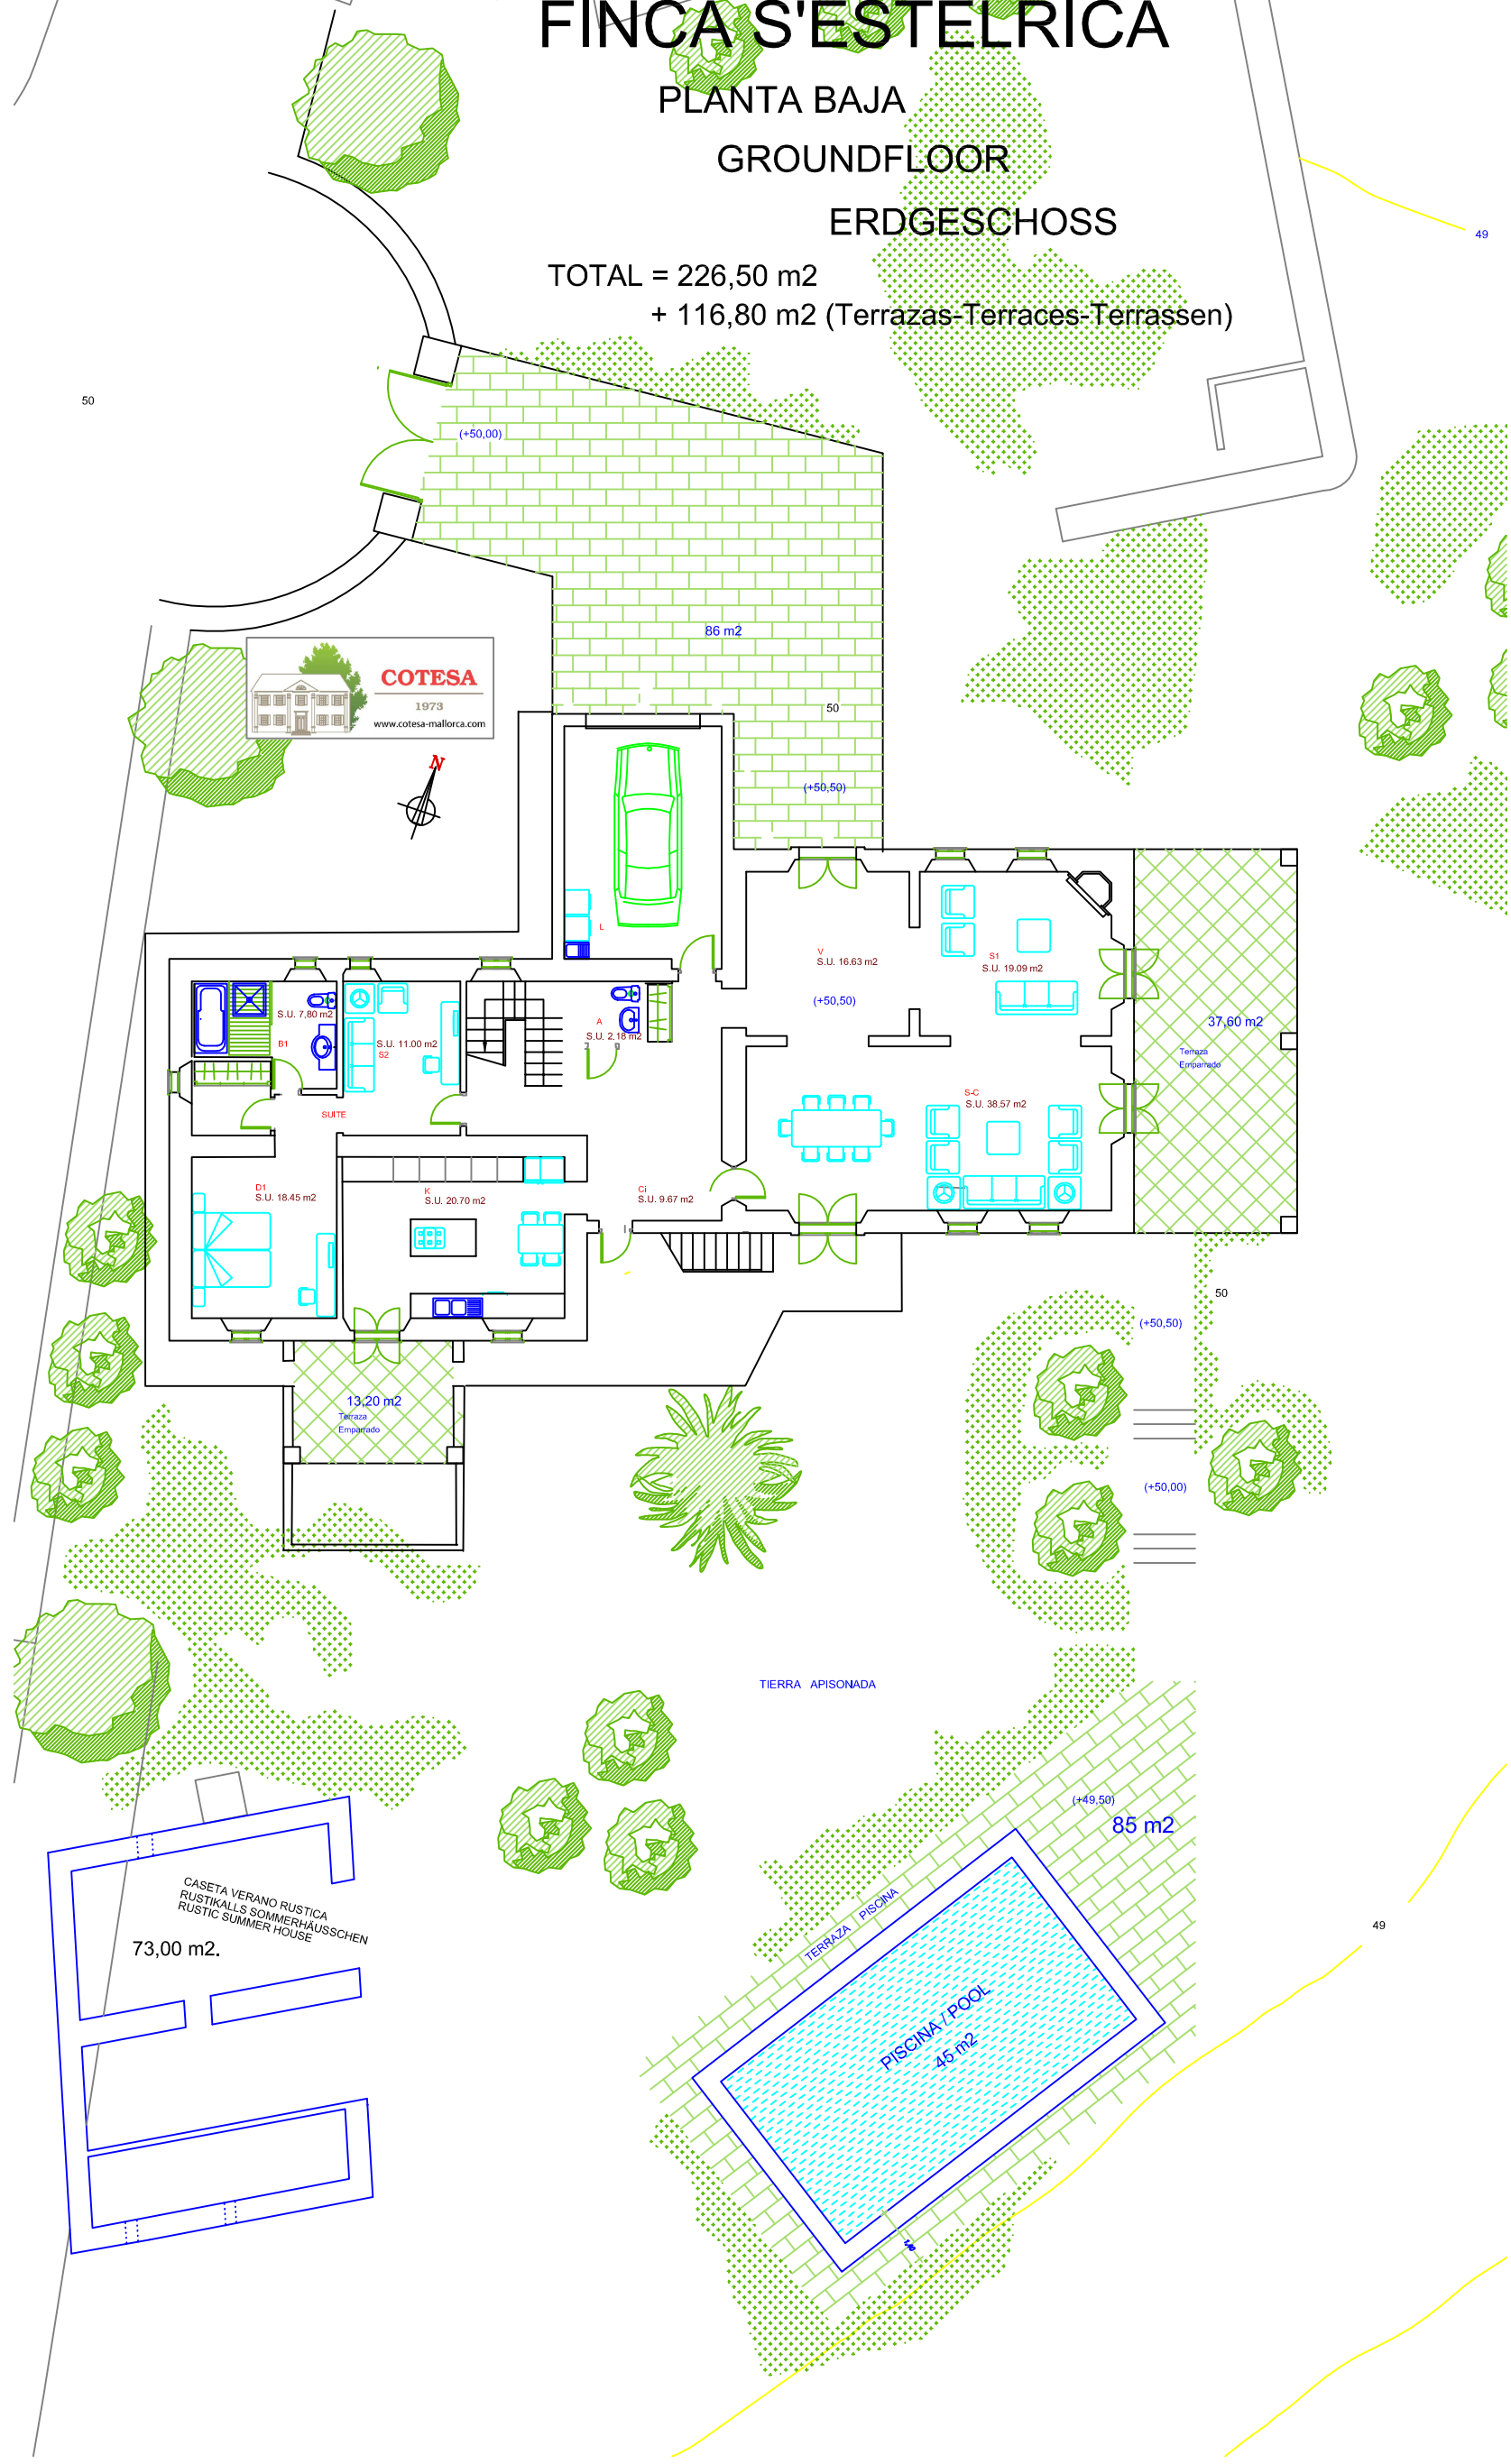 FINCA S'ESTELRICA
PLANTA BAJA
GROUNDFLOOR
ERDGESCHOSS
TOTAL = 226,50 m2
+ 116,80 m2 (Terrazas-Terraces-Terrassen)
49
50
(+50,00)
86 m2
COTESA
1973
www.cotesa-mallorca.com
50
N
(+50,50)
L
V
S.U. 16.63 m2
S1
S.U. 19.09 m2
(+50,50)
37,60 m2
Terraza
Emparrado
S.U. 7,80 m2
B1
S.U. 11.00 m2
S2
A
S.U. 2,18 m2
SUITE
S-C
S.U. 38.57 m2
D1
S.U. 18.45 m2
K
S.U. 20.70 m2
Ci
S.U. 9.67 m2
50
(+50,50)
13,20 m2
Terraza
Emparrado
(+50,00)
TIERRA APISONADA
(+49,50)
85 m2
CASETA VERANO RUSTICA
RUSTIKALLS SOMMERHÄUSSCHEN
RUSTIC SUMMER HOUSE
73,00 m2.
TERRAZA PISCINA
49
PISCINA / POOL
45 m2